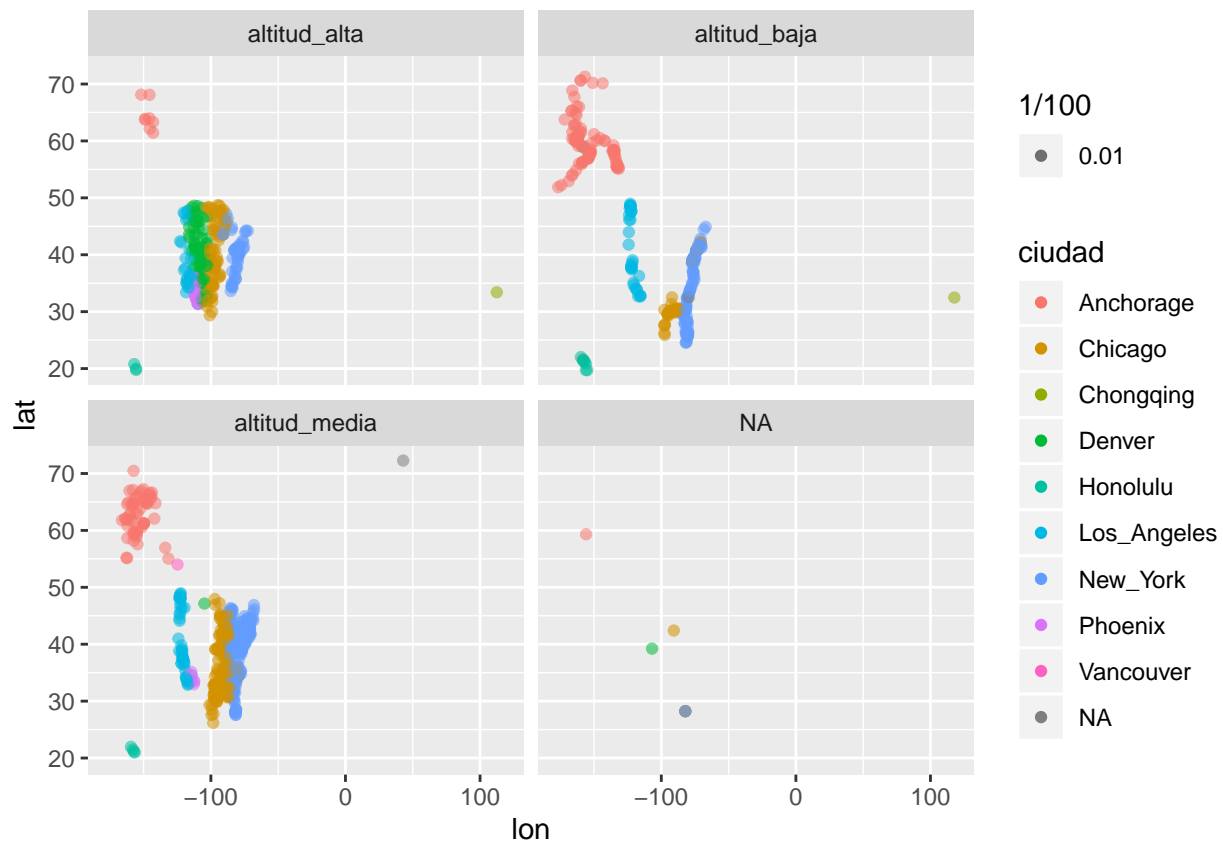 altitud_alta
altitud_baja
70
60
50
40
30
20
altitud_media
NA
70
60
50
40
30
20
−100
0
100
−100
0
100
lon
lat
1/100
0.01
ciudad
Anchorage
Chicago
Chongqing
Denver
Honolulu
Los_Angeles
New_York
Phoenix
Vancouver
NA